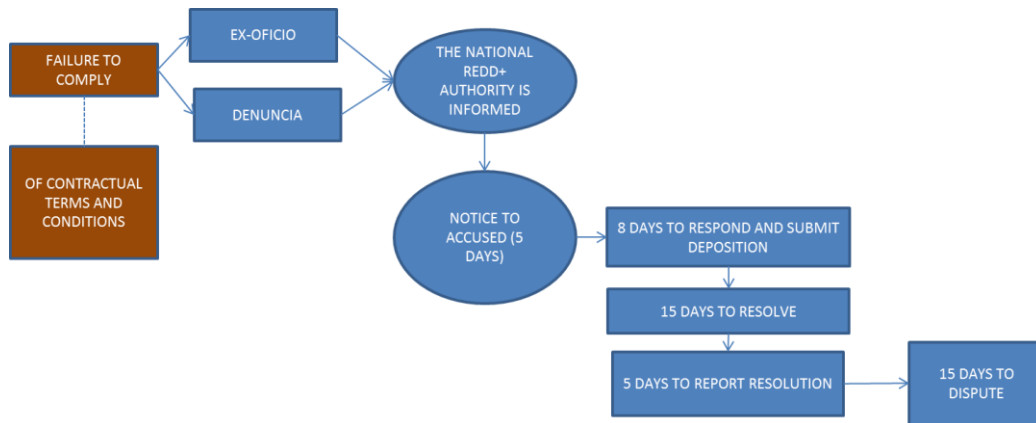 FAILURE TO
COMPLY
OF CONTRACTUAL
TERMS AND
CONDITIONS
EX-OFICIO
DENUNCIA
THE NATIONAL
REDD+
AUTHORITY IS
INFORMED
NOTICE TO
ACCUSED (5
DAYS)
8 DAYS TO RESPOND AND SUBMIT
DEPOSITION
15 DAYS TO RESOLVE
5 DAYS TO REPORT RESOLUTION
15 DAYS TO
DISPUTE